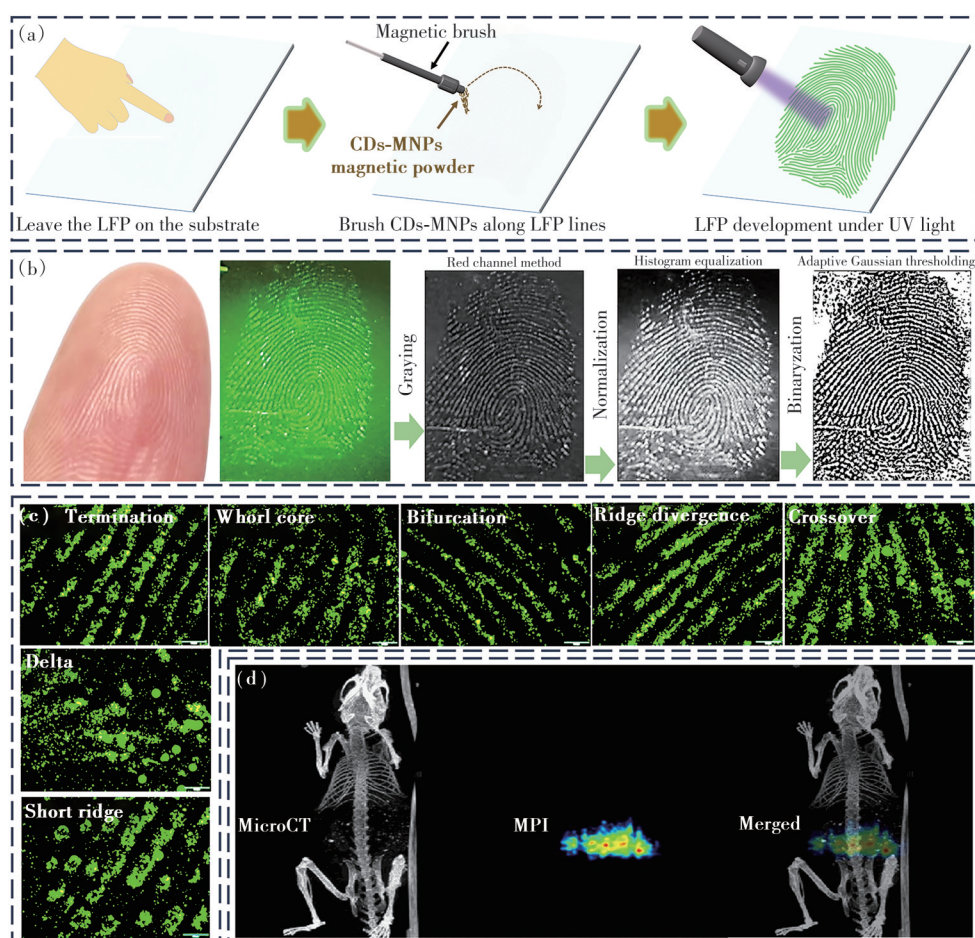 (a)
Magnetic brush
CDs-MNPs
magnetic powder
Leave the LFP on the substrate
Brush CDs-MNPs along LFP lines
LFP development under UV light
(b)
Red channel method
Histogram equalization
Adaptive Gaussian thresholding
Graying
Normalization
Binaryzation
(c)
Termination
Whorl core
Bifurcation
Ridge divergence
Crossover
Delta
Short ridge
(d)
MicroCT
MPI
Merged